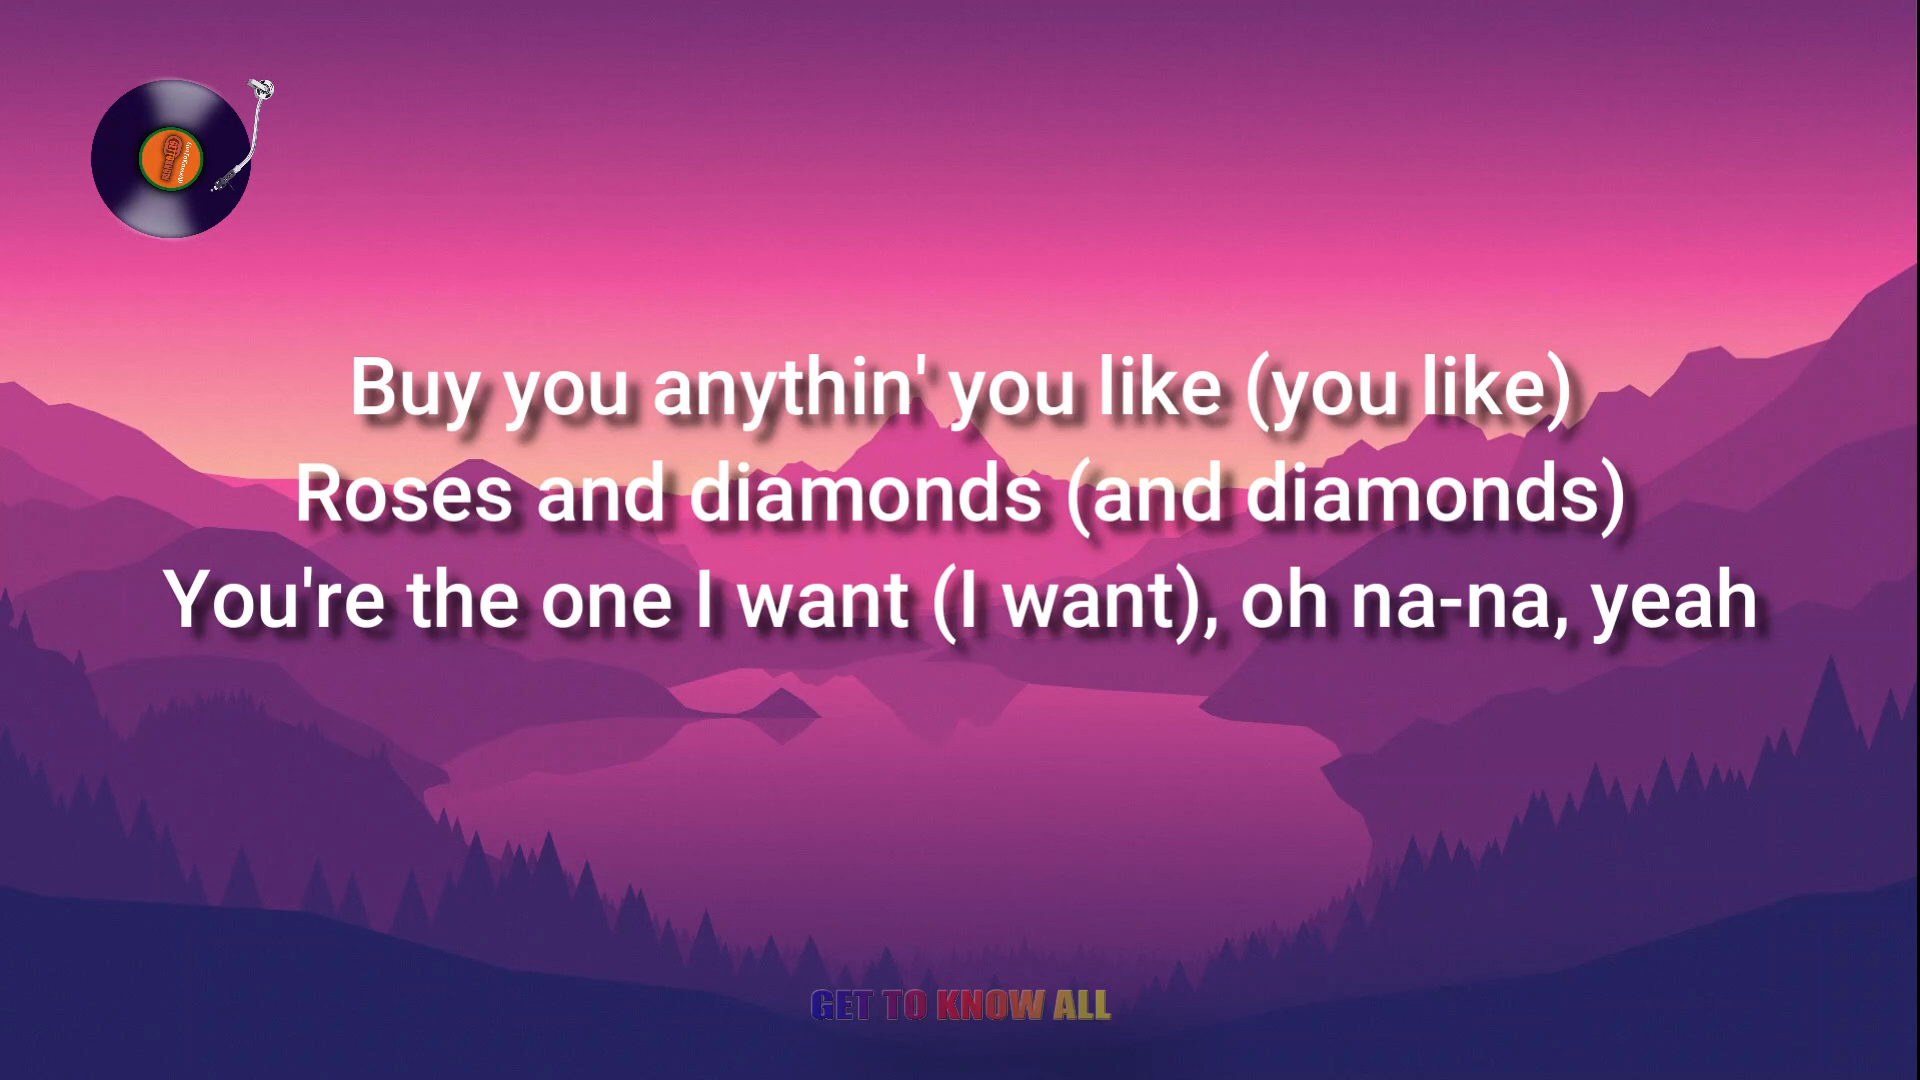 Buy you anythin' you like (you like)
Roses and diamonds (and diamonds)
You're the one I want (I want), oh na-na, yeah
GET TO KNOW ALL